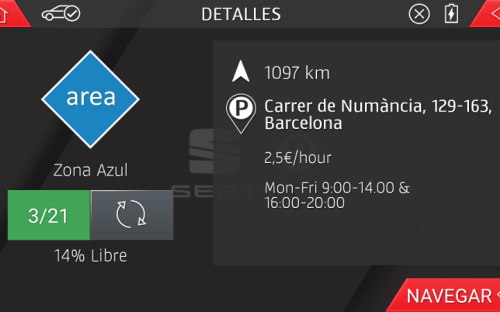 DETALLES
area
Zona Azul
3/21
14% Libre
1097 km
P
Carrer de Numància, 129-163,
Barcelona
2,5€/hour
Mon-Fri 9:00-14.00 &
16:00-20:00
SEAT
NAVEGAR